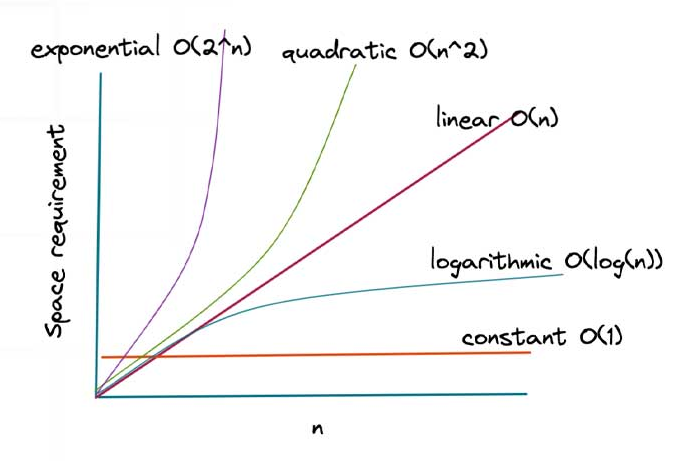 exponential O(2^n)
quadratic O(n^2)
linear O(n)
Space requirement
logarithmic O(log(n))
constant O(1)
n